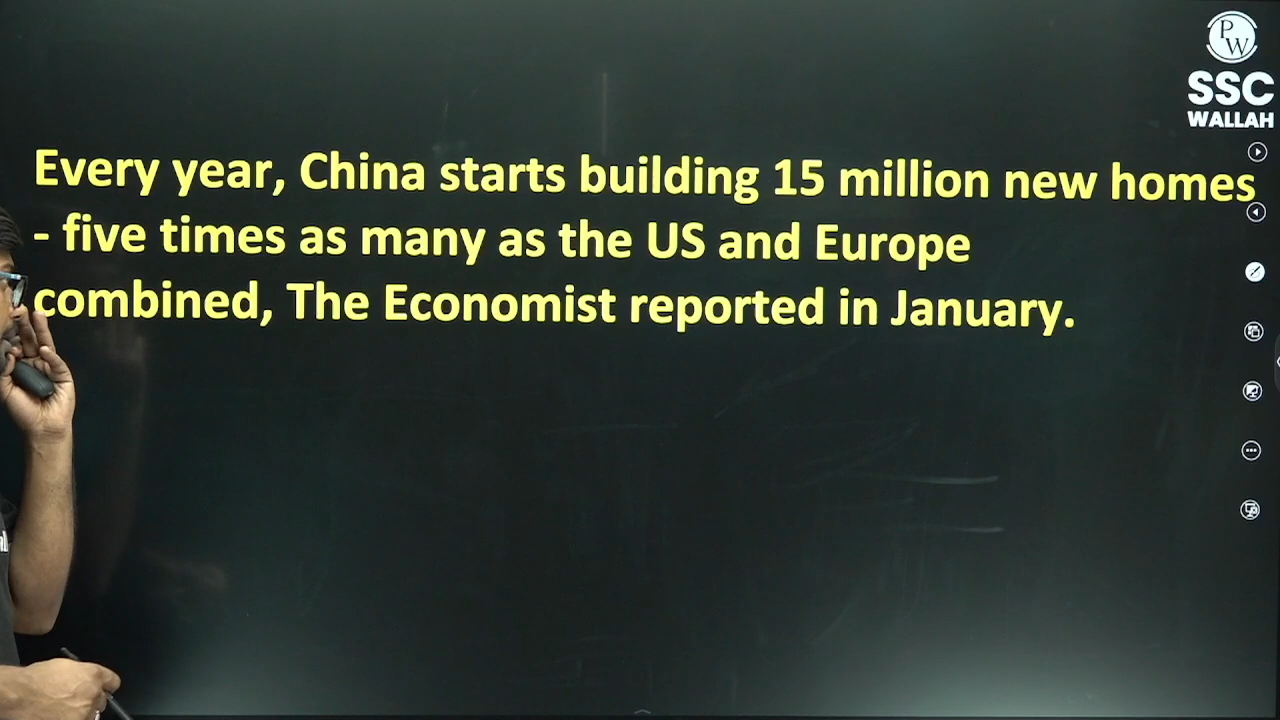 PW
SSC
WALLAH
Every year, China starts building 15 million new homes
- five times as many as the US and Europe
combined, The Economist reported in January.